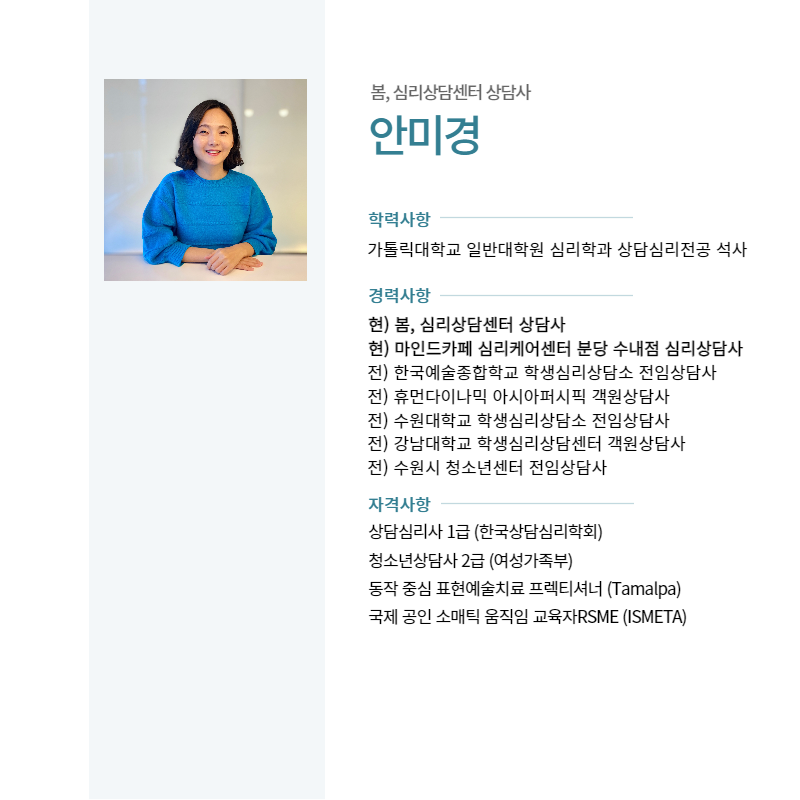 봄, 심리상담센터 상담사
안미경
학력사항
가톨릭대학교 일반대학원 심리학과 상담심리전공 석사
경력사항
현) 봄, 심리상담센터 상담사
현) 마인드카페 심리케어센터 분당 수내점 심리상담사
전) 한국예술종합학교 학생심리상담소 전임상담사
전) 휴먼다이나믹 아시아퍼시픽 객원상담사
전) 수원대학교 학생심리상담소 전임상담사
전) 강남대학교 학생심리상담센터 객원상담사
전) 수원시 청소년센터 전임상담사
자격사항
상담심리사 1급 (한국상담심리학회)
청소년상담사 2급 (여성가족부)
동작 중심 표현예술치료 프렉티셔너 (Tamalpa)
국제 공인 소매틱 움직임 교육자RSME (ISMETA)